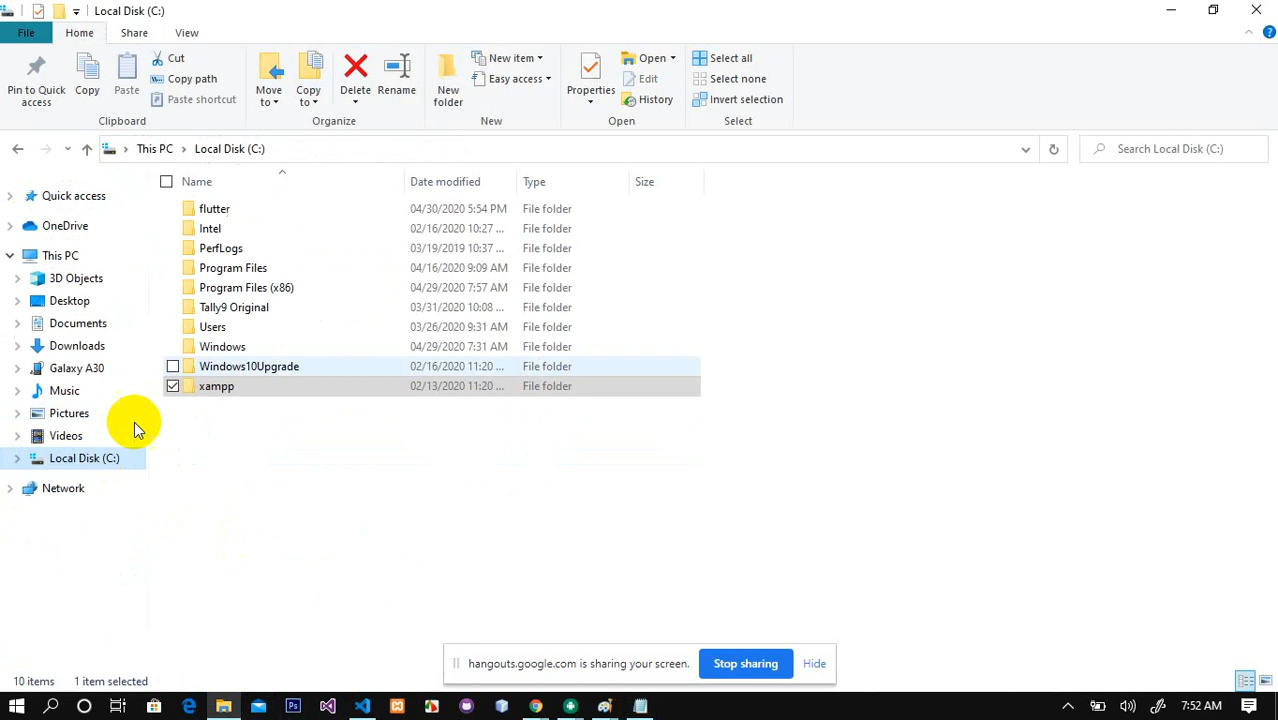 Local Disk (C:)
File Home Share View
Pin to Quick access
Copy
Paste
Cut
Copy path
Paste shortcut
Clipboard
Move to
Copy to
Delete
Rename
Organize
New folder
New item
Easy access
New
Properties
Open
Edit
History
Open
Select all
Select none
Invert selection
Select
This PC Local Disk (C:)
Search Local Disk (C:)
Quick access
OneDrive
This PC
3D Objects
Desktop
Documents
Downloads
Galaxy A30
Music
Pictures
Videos
Local Disk (C:)
Network
Name Date modified Type Size
flutter 04/30/2020 5:54 PM File folder
Intel 02/16/2020 10:27 ... File folder
PerfLogs 03/19/2019 10:37 ... File folder
Program Files 04/16/2020 9:09 AM File folder
Program Files (x86) 04/29/2020 7:57 AM File folder
Tally9 Original 03/31/2020 10:08 ... File folder
Users 03/26/2020 9:31 AM File folder
Windows 04/29/2020 7:31 AM File folder
Windows10Upgrade 02/16/2020 11:20 ... File folder
xampp 02/13/2020 11:20 ... File folder
hangouts.google.com is sharing your screen. Stop sharing Hide
10 items 1 item selected
Ps
7:52 AM